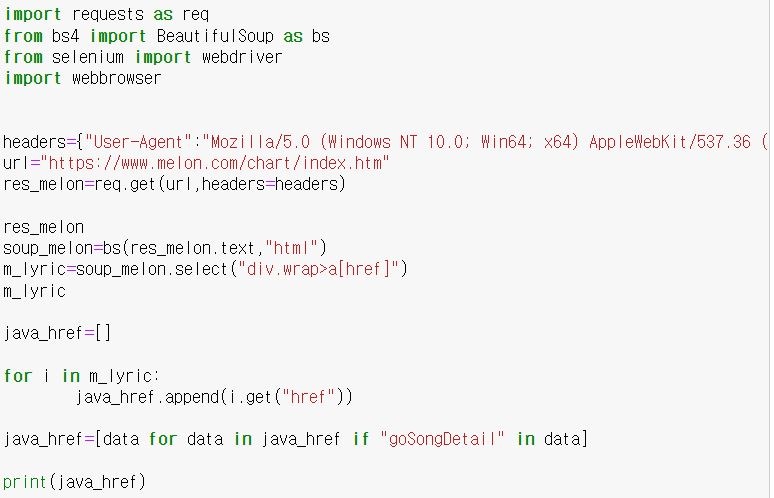 import requests as req
from bs4 import BeautifulSoup as bs
from selenium import webdriver
import webbrowser
headers={"User-Agent":"Mozilla/5.0 (Windows NT 10.0; Win64; x64) AppleWebKit/537.36 (
url="https://www.melon.com/chart/index.htm"
res_melon=req.get(url,headers=headers)
res_melon
soup_melon=bs(res_melon.text,"html")
m_lyric=soup_melon.select("div.wrap>a[href]")
m_lyric
java_href=[]
for i in m_lyric:
        java_href.append(i.get("href"))
java_href=[data for data in java_href if "goSongDetail" in data]
print(java_href)